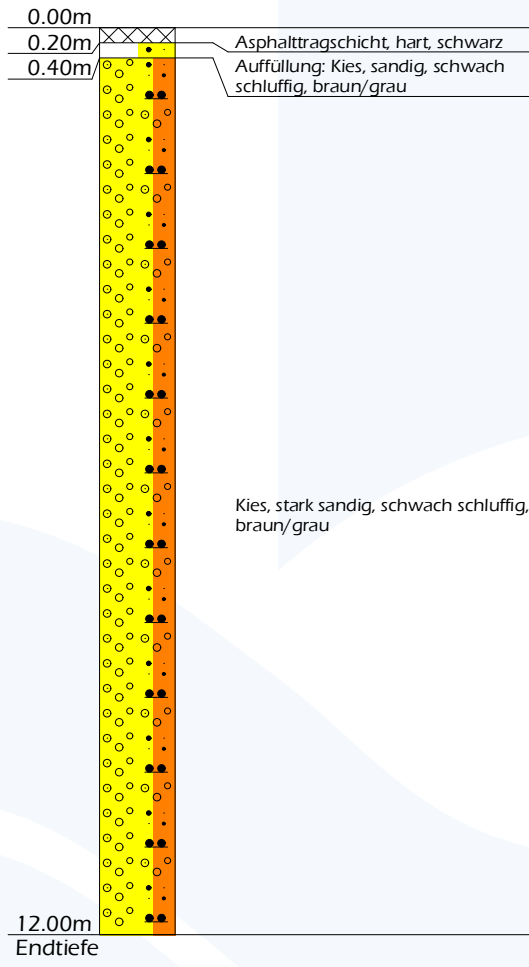 0.00m
0.20m
Asphalttragschicht, hart, schwarz
0.40m
Auffüllung: Kies, sandig, schwach
schluffig, braun/grau
Kies, stark sandig, schwach schluffig,
braun/grau
12.00m
Endtiefe